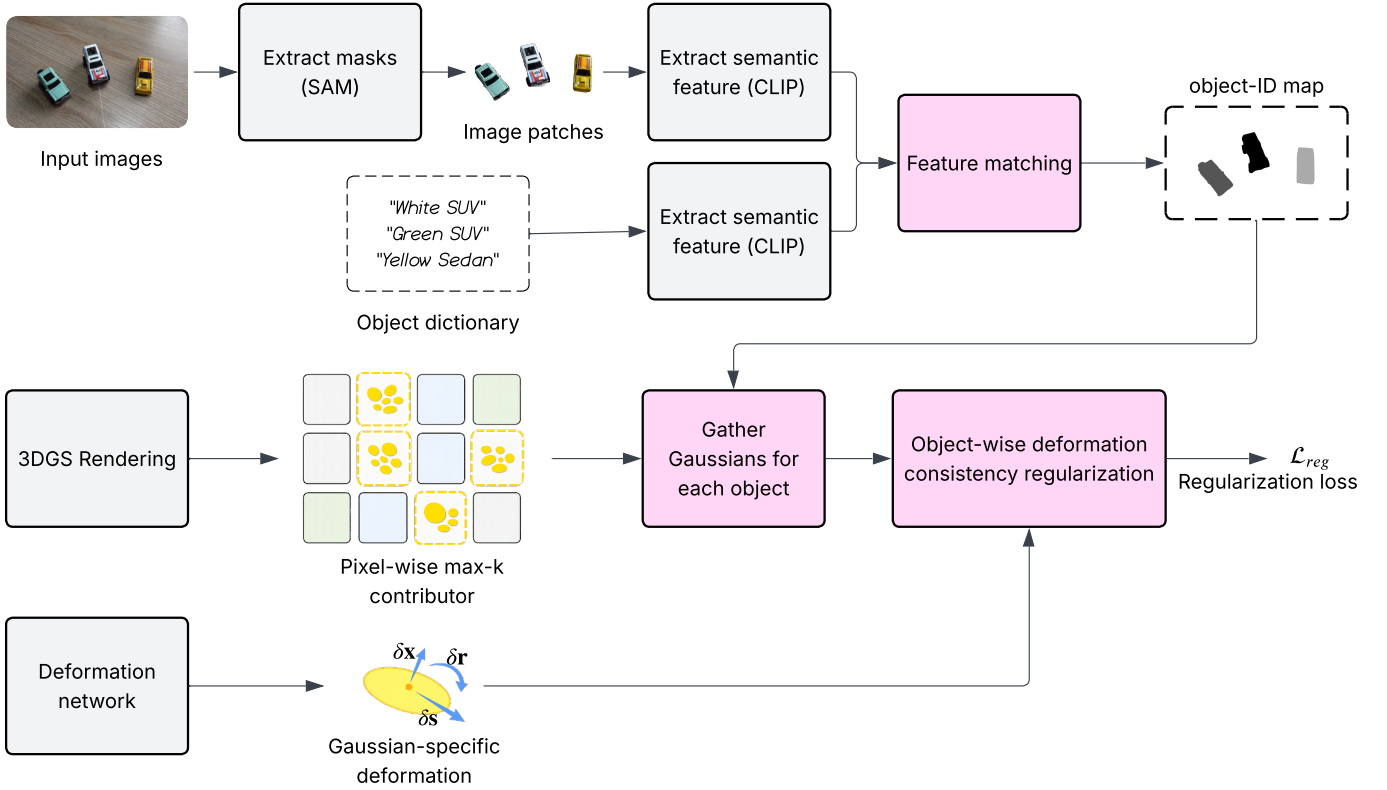 Extract masks
(SAM)
Extract semantic
feature (CLIP)
object-ID map
Input images
Image patches
Feature matching
"White SUV"
"Green SUV"
"Yellow Sedan"
Extract semantic
feature (CLIP)
Object dictionary
3DGS Rendering
Pixel-wise max-k
contributor
Gather
Gaussians for
each object
Object-wise deformation
consistency regularization
ℒreg
Regularization loss
Deformation
network
δx
δr
δs
Gaussian-specific
deformation